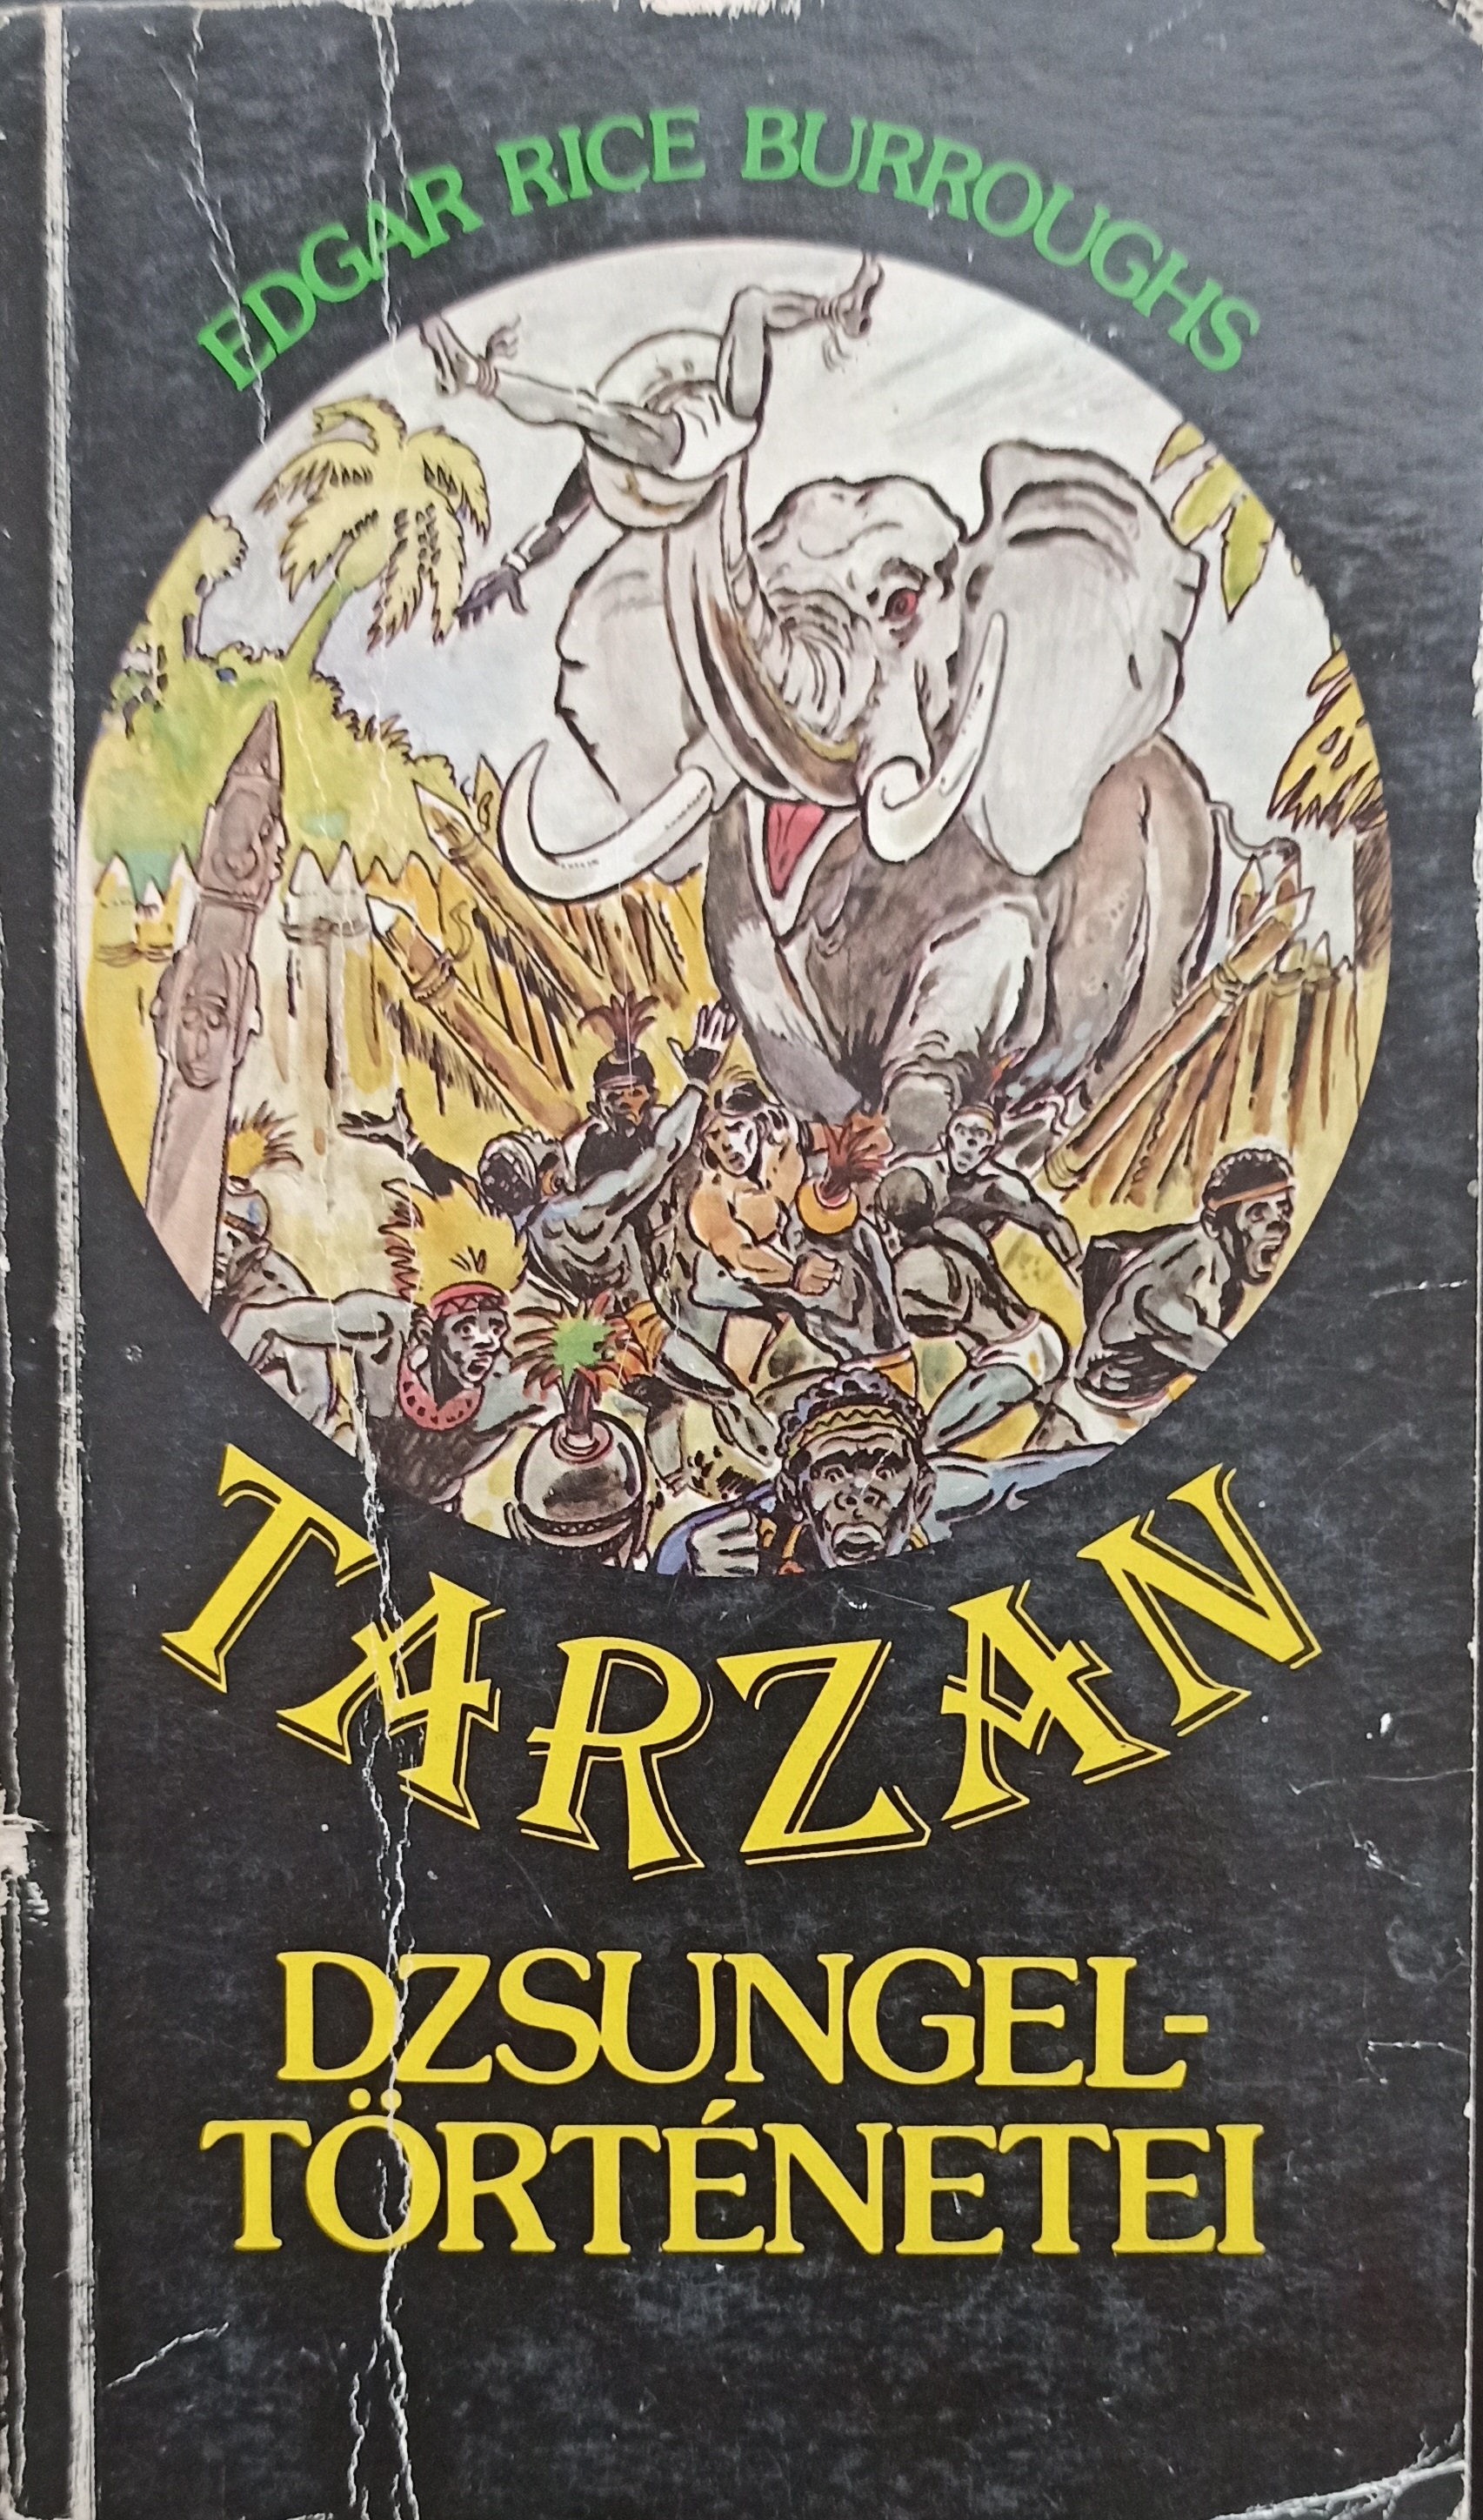 EDGAR RICE BURROUGHS
TARZAN
DZSUNGEL-
TÖRTÉNETEI